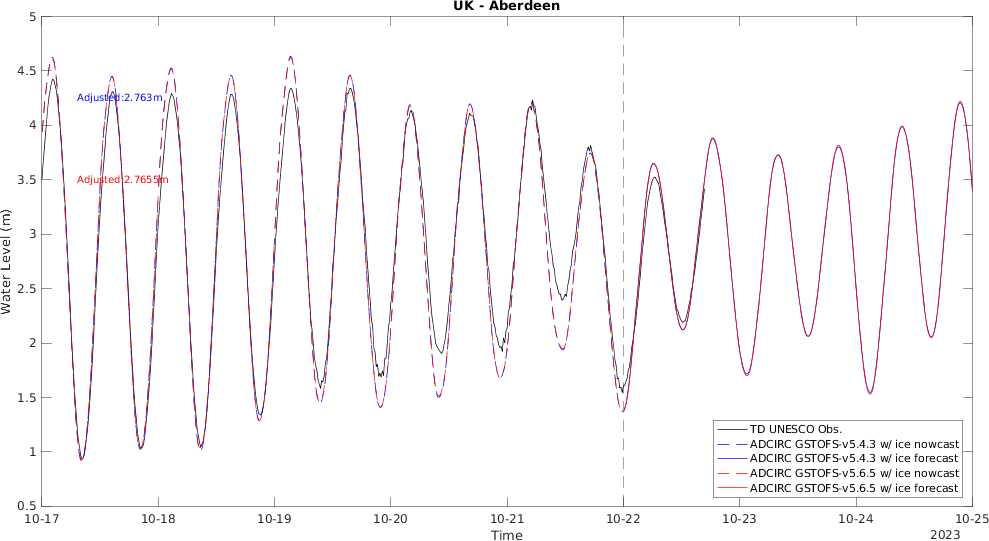 UK - Aberdeen
5
4.5
4
3.5
3
2.5
2
1.5
1
0.5
Water Level (m)
Adjusted:2.763m
Adjusted:2.7655m
TD UNESCO Obs.
ADCIRC GSTOFS-v5.4.3 w/ ice nowcast
ADCIRC GSTOFS-v5.4.3 w/ ice forecast
ADCIRC GSTOFS-v5.6.5 w/ ice nowcast
ADCIRC GSTOFS-v5.6.5 w/ ice forecast
10-17 10-18 10-19 10-20 10-21 10-22 10-23 10-24 10-25
Time
2023